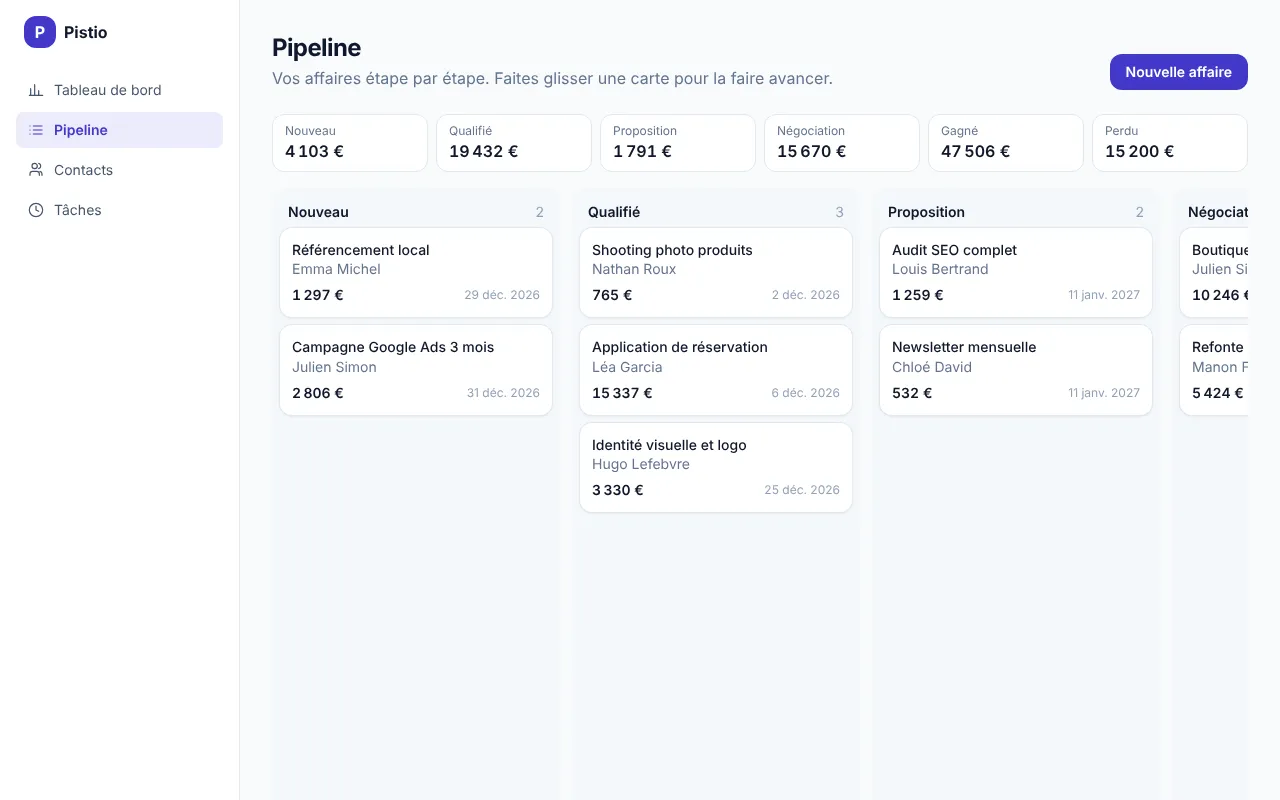 P Pistio
Tableau de bord
Pipeline
Contacts
Tâches
Pipeline
Vos affaires étape par étape. Faites glisser une carte pour la faire avancer.
Nouvelle affaire
Nouveau
4 103 €
Qualifié
19 432 €
Proposition
1 791 €
Négociation
15 670 €
Gagné
47 506 €
Perdu
15 200 €
Nouveau 2
Référencement local
Emma Michel
1 297 € 29 déc. 2026
Campagne Google Ads 3 mois
Julien Simon
2 806 € 31 déc. 2026
Qualifié 3
Shooting photo produits
Nathan Roux
765 € 2 déc. 2026
Application de réservation
Léa Garcia
15 337 € 6 déc. 2026
Identité visuelle et logo
Hugo Lefebvre
3 330 € 25 déc. 2026
Proposition 2
Audit SEO complet
Louis Bertrand
1 259 € 11 janv. 2027
Newsletter mensuelle
Chloé David
532 € 11 janv. 2027
Négociat
Boutique
Julien Si
10 246 €
Refonte
Manon F
5 424 €